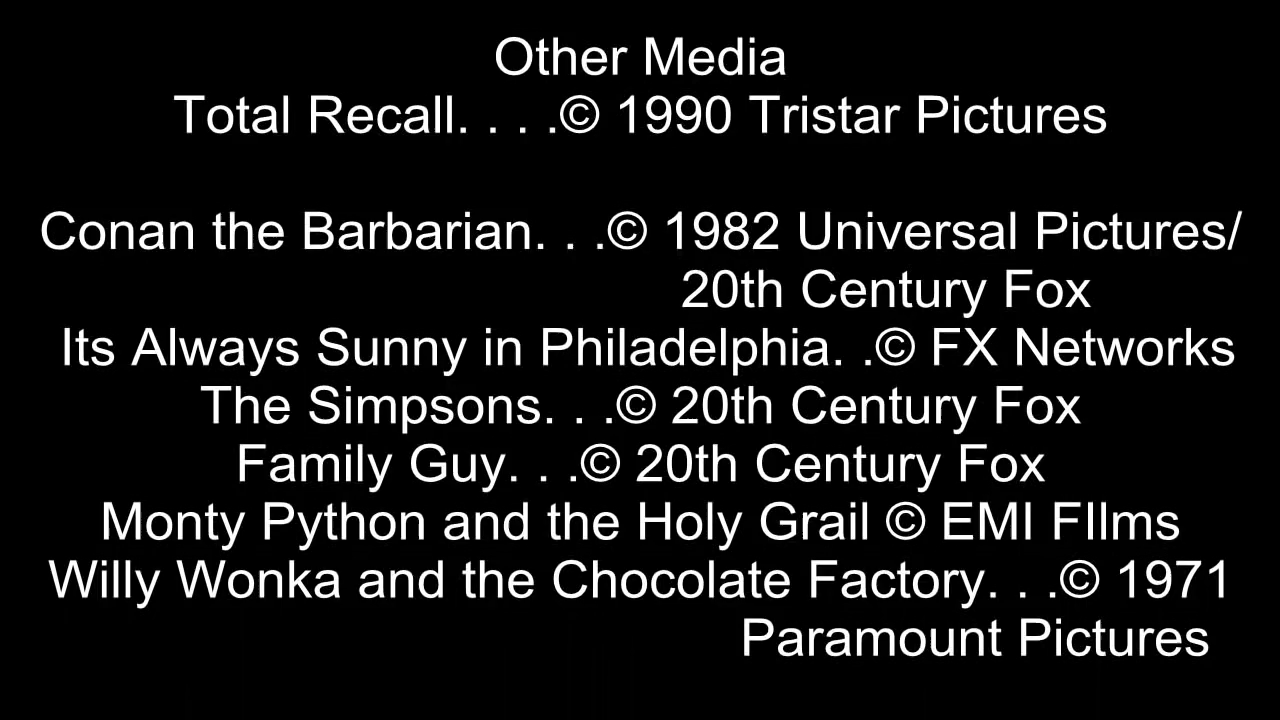 Other Media
Total Recall. . . .© 1990 Tristar Pictures
Conan the Barbarian. . .© 1982 Universal Pictures/
20th Century Fox
Its Always Sunny in Philadelphia. .© FX Networks
The Simpsons. . .© 20th Century Fox
Family Guy. . .© 20th Century Fox
Monty Python and the Holy Grail © EMI FIlms
Willy Wonka and the Chocolate Factory. . .© 1971
Paramount Pictures